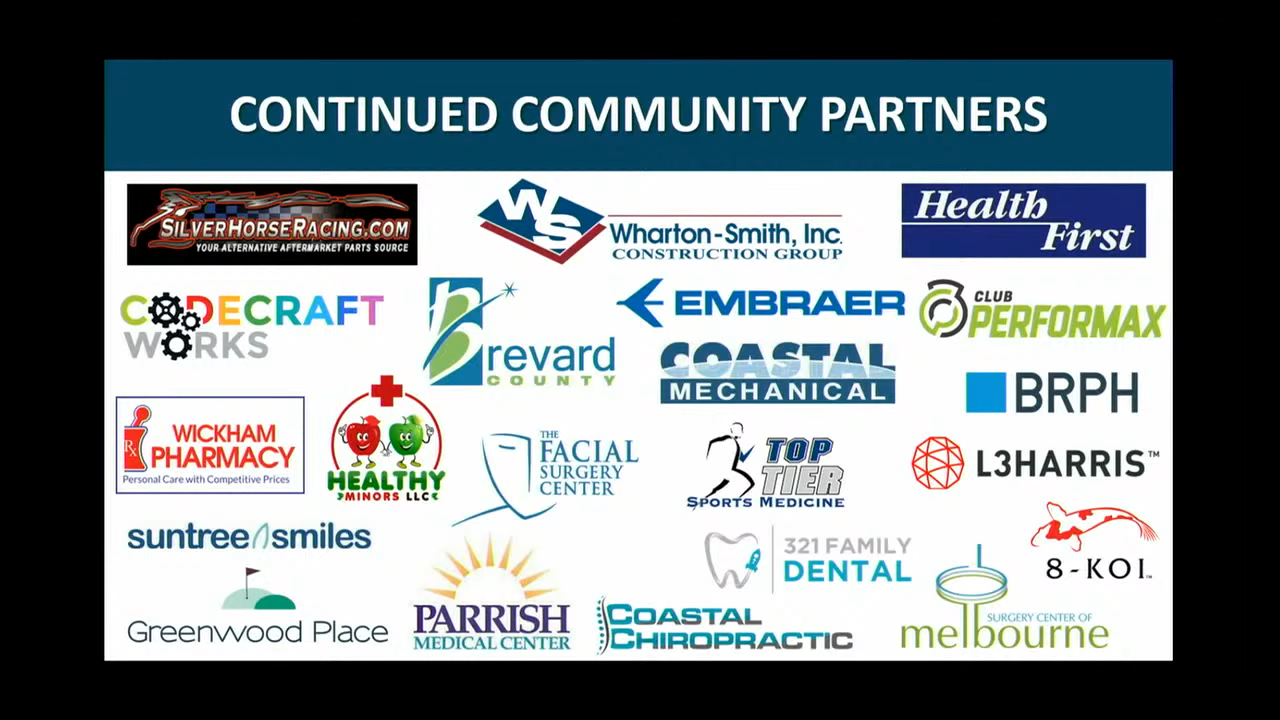 CONTINUED COMMUNITY PARTNERS
SILVERHORSERACING.COM
YOUR ALTERNATIVE AFTERMARKET PARTS SOURCE
WS
Wharton-Smith, Inc.
CONSTRUCTION GROUP
Health
First
CODECRAFT
WORKS
Brevard
COUNTY
EMBRAER
CLUB
PERFORMAX
COASTAL
MECHANICAL
BRPH
Rx
WICKHAM
PHARMACY
Personal Care with Competitive Prices
HEALTHY
MINORS LLC
THE
FACIAL
SURGERY
CENTER
TOP
TIER
SPORTS MEDICINE
L3HARRIS™
suntree smiles
321 FAMILY
DENTAL
8-KOI™
Greenwood Place
PARRISH
MEDICAL CENTER
COASTAL
CHIROPRACTIC
SURGERY CENTER OF
melbourne